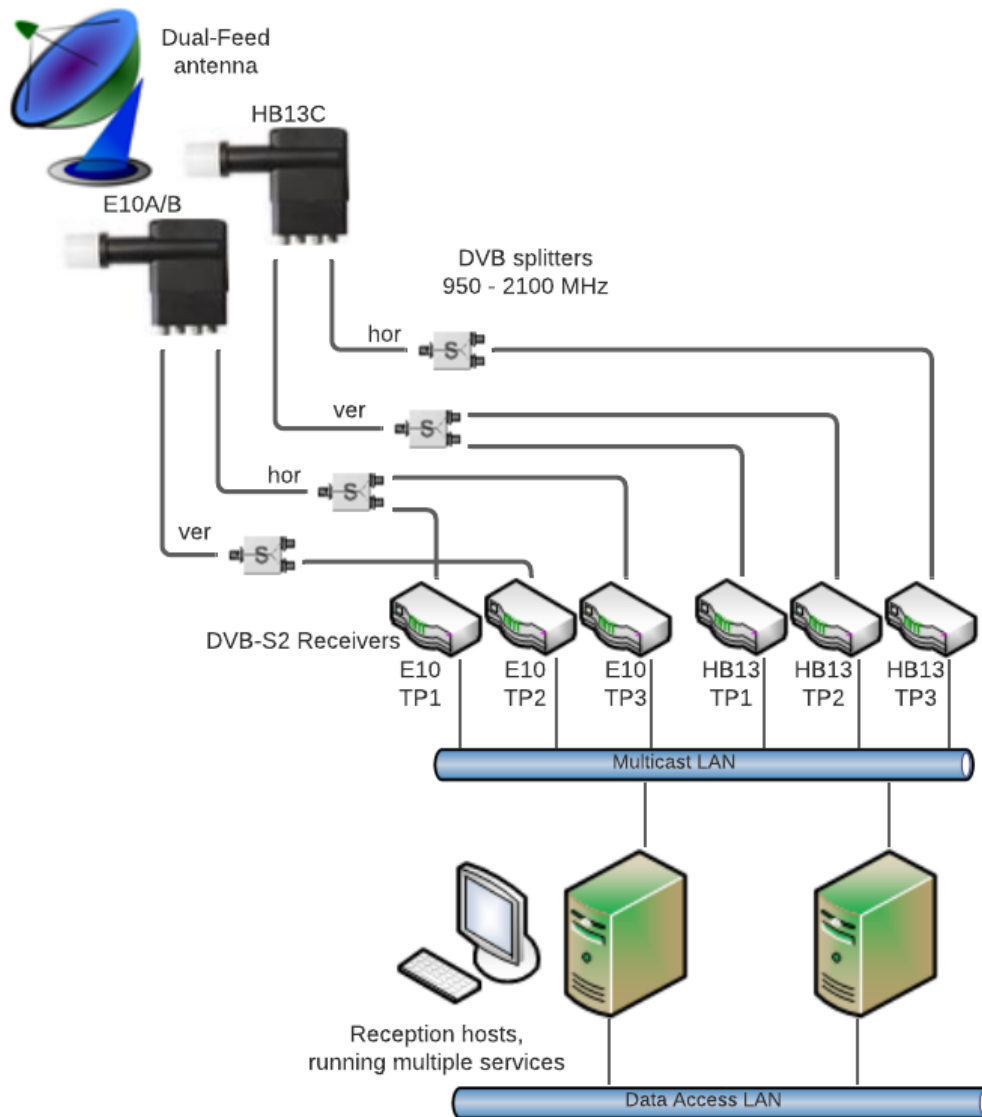 Dual-Feed
antenna
HB13C
E10A/B
DVB splitters
950 - 2100 MHz
hor
S
ver
S
hor
S
ver
S
DVB-S2 Receivers
E10
TP1
E10
TP2
E10
TP3
HB13
TP1
HB13
TP2
HB13
TP3
Multicast LAN
Reception hosts,
running multiple services
Data Access LAN